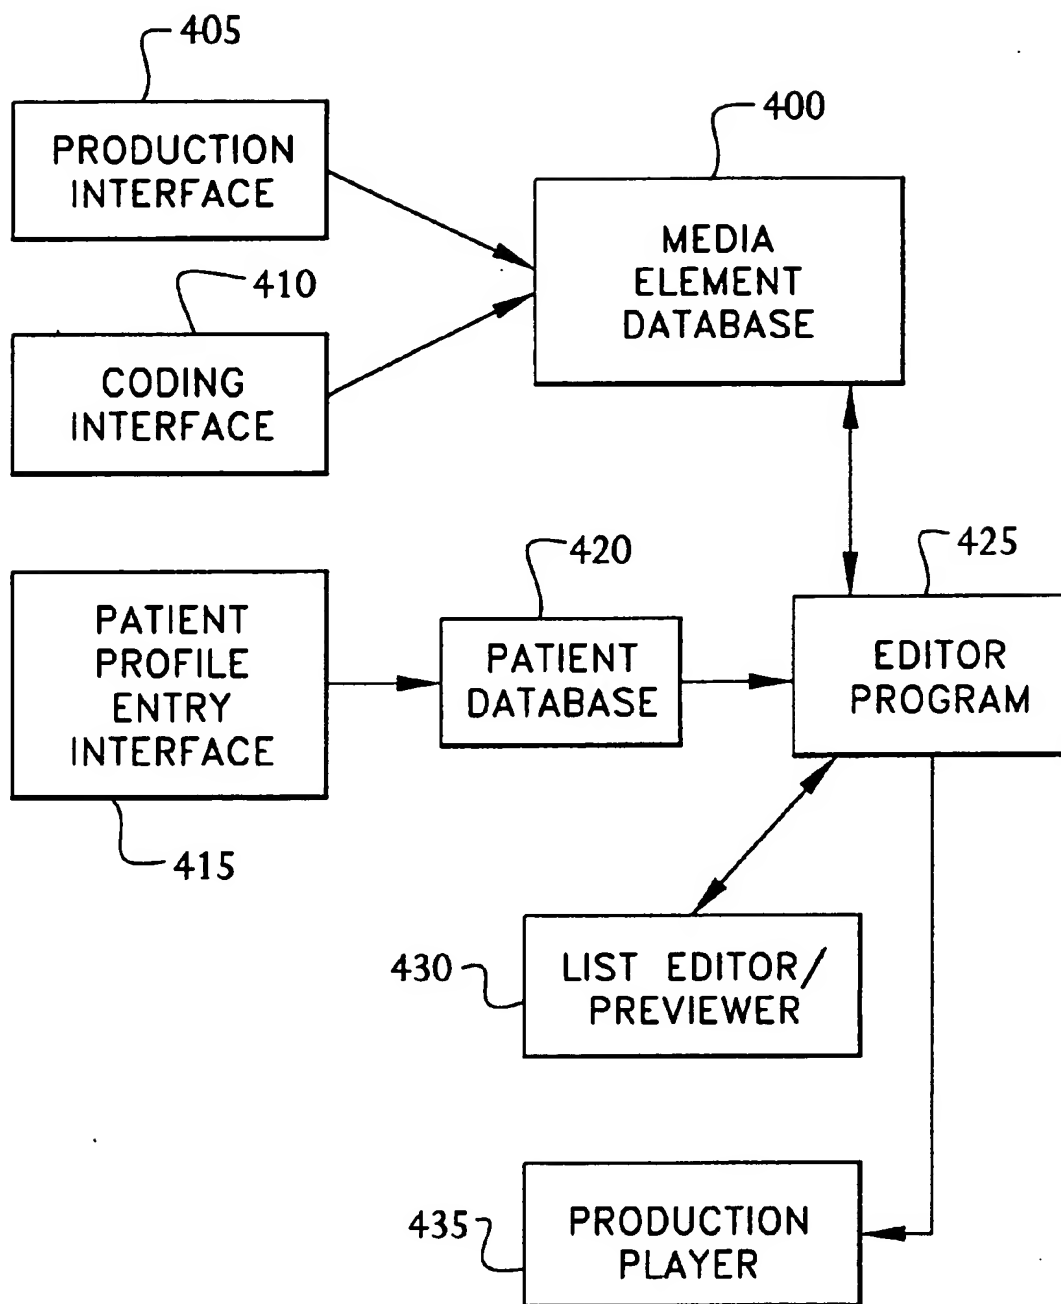 405
PRODUCTION
INTERFACE
400
MEDIA
ELEMENT
DATABASE
410
CODING
INTERFACE
420
425
PATIENT
PROFILE
ENTRY
INTERFACE
PATIENT
DATABASE
EDITOR
PROGRAM
415
430
LIST EDITOR/
PREVIEWER
435
PRODUCTION
PLAYER